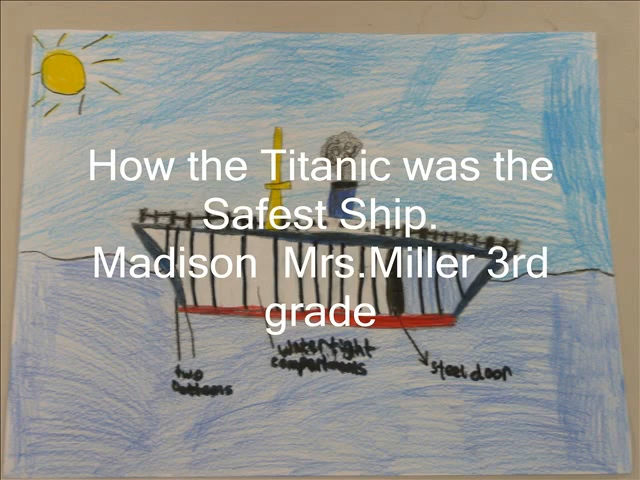 How the Titanic was the
Safest Ship.
Madison  Mrs.Miller 3rd
grade
watertight
compartments
two
bottoms
steel door